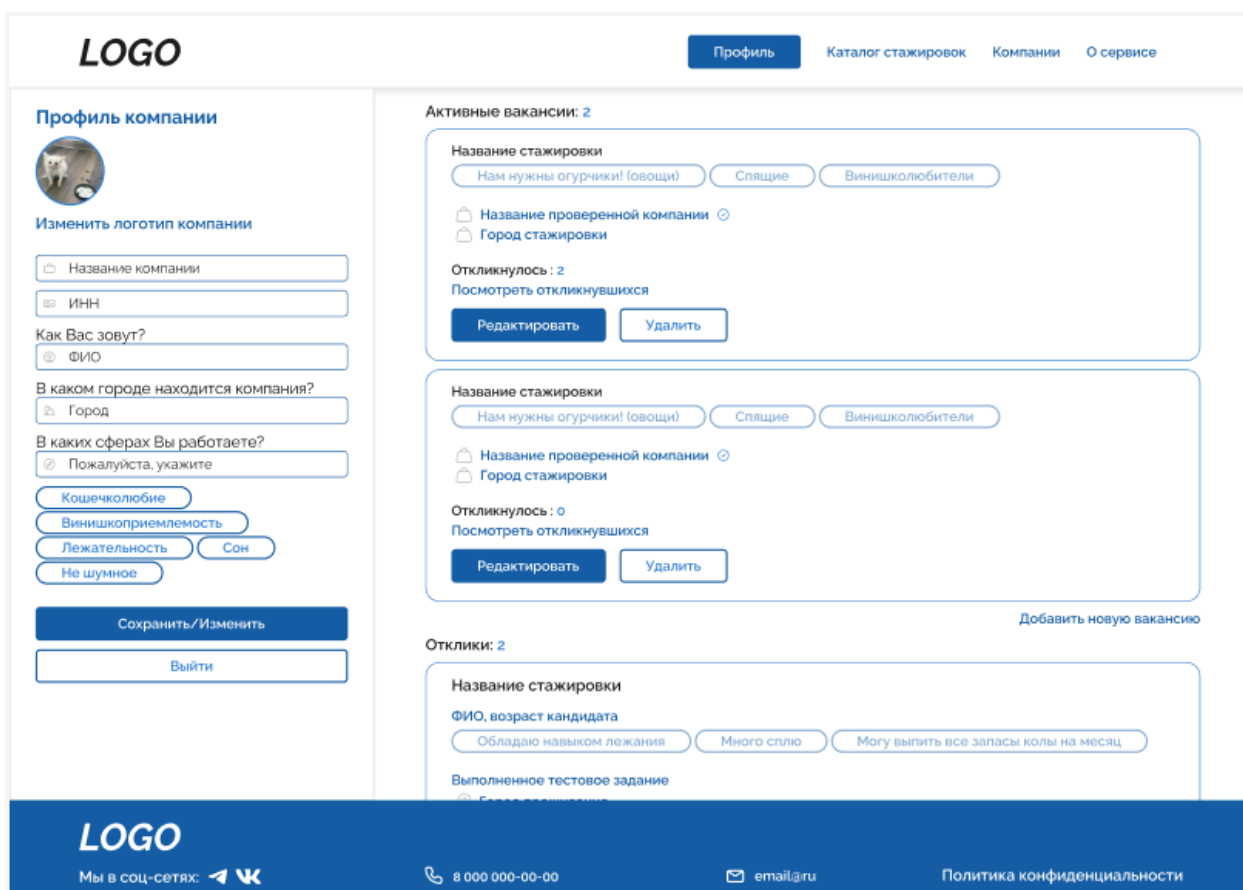 LOGO
Профиль Каталог стажировок Компании О сервисе
Профиль компании
Изменить логотип компании
Название компании
ИНН
Как Вас зовут?
ФИО
В каком городе находится компания?
Город
В каких сферах Вы работаете?
Пожалуйста, укажите
Кошечколюбие
Винишкоприемлемость
Лежательность Сон
Не шумное
Сохранить/Изменить
Выйти
Активные вакансии: 2
Название стажировки
Нам нужны огурчики! (овощи) Спящие Винишколюбители
Название проверенной компании
Город стажировки
Откликнулось : 2
Посмотреть откликнувшихся
Редактировать Удалить
Название стажировки
Нам нужны огурчики! (овощи) Спящие Винишколюбители
Название проверенной компании
Город стажировки
Откликнулось : 0
Посмотреть откликнувшихся
Редактировать Удалить
Добавить новую вакансию
Отклики: 2
Название стажировки
ФИО, возраст кандидата
Обладаю навыком лежания Много сплю Могу выпить все запасы колы на месяц
Выполненное тестовое задание
Город проживания
LOGO
Мы в соц-сетях: 8 000 000-00-00 email@ru Политика конфиденциальности